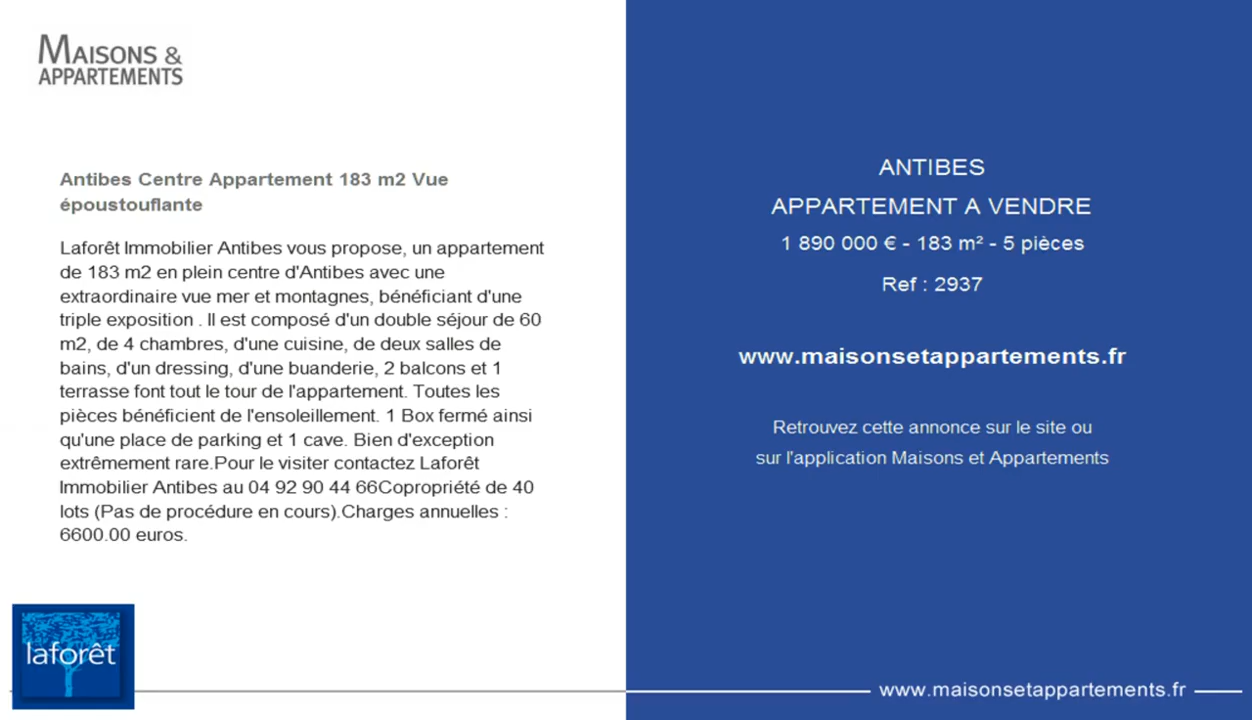 MAISONS &
APPARTEMENTS
Antibes Centre Appartement 183 m2 Vue
époustouflante
Laforêt Immobilier Antibes vous propose, un appartement
de 183 m2 en plein centre d'Antibes avec une
extraordinaire vue mer et montagnes, bénéficiant d'une
triple exposition . Il est composé d'un double séjour de 60
m2, de 4 chambres, d'une cuisine, de deux salles de
bains, d'un dressing, d'une buanderie, 2 balcons et 1
terrasse font tout le tour de l'appartement. Toutes les
pièces bénéficient de l'ensoleillement. 1 Box fermé ainsi
qu'une place de parking et 1 cave. Bien d'exception
extrêmement rare.Pour le visiter contactez Laforêt
Immobilier Antibes au 04 92 90 44 66Copropriété de 40
lots (Pas de procédure en cours).Charges annuelles :
6600.00 euros.
laforêt
ANTIBES
APPARTEMENT A VENDRE
1 890 000 € - 183 m² - 5 pièces
Ref : 2937
www.maisonsetappartements.fr
Retrouvez cette annonce sur le site ou
sur l'application Maisons et Appartements
www.maisonsetappartements.fr